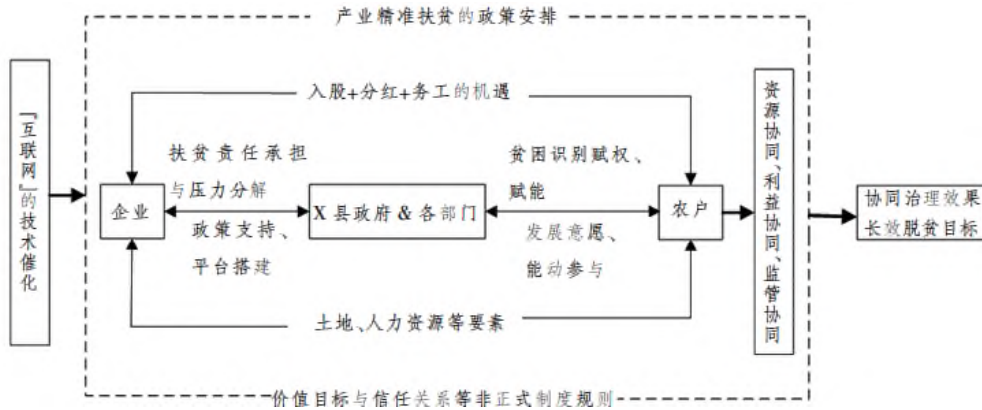 产业精准扶贫的政策安排
『互联网』的技术催化
入股+分红+务工的机遇
扶贫责任承担
与压力分解
企业
政策支持、
平台搭建
X 县政府 & 各部门
贫困识别赋权、
赋能
发展意愿、
能动参与
农户
土地、人力资源等要素
资源协同、利益协同、监管协同
协同治理效果
长效脱贫目标
价值目标与信任关系等非正式制度规则